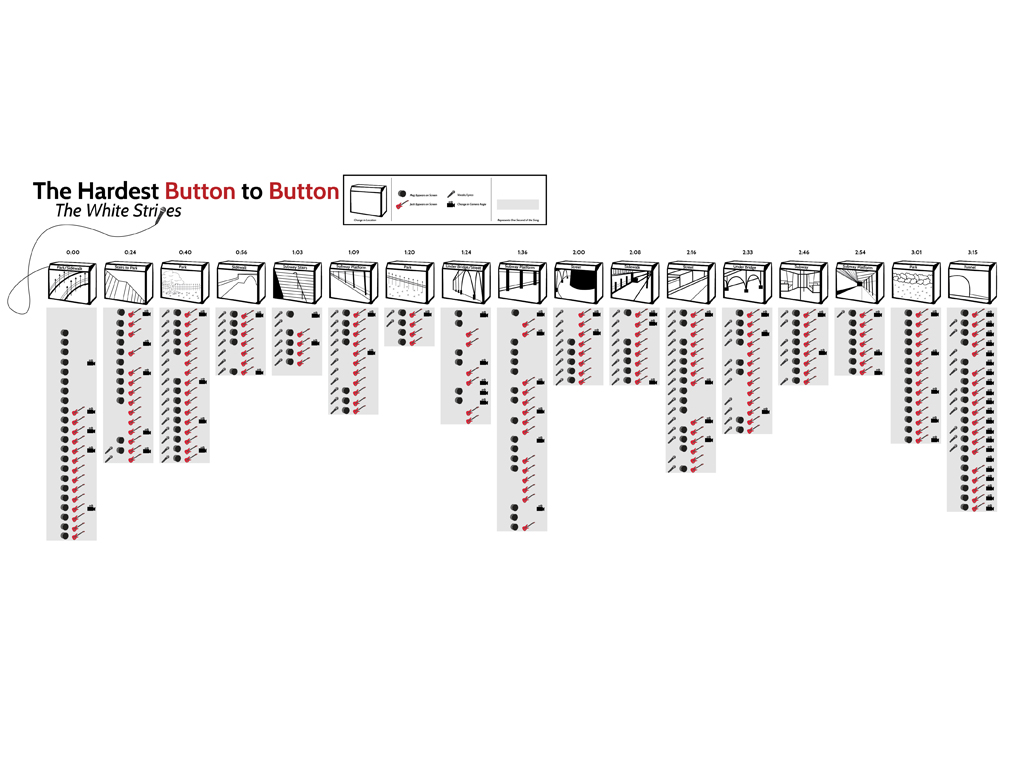 The Hardest Button to Button
The White Stripes
Meg Appears on Screen
Vocals/Lyrics
Jack Appears on Screen
Change in Camera Angle
Change in Location
Represents One Second of the Song
0:00 0:24 0:40 0:56 1:03 1:09 1:20 1:24 1:36 2:00 2:08 2:16 2:33 2:46 2:54 3:01 3:15
Park/Sidewalk Stairs to Park Park Sidewalk Subway Stairs Subway Platform Park Under Bridge/Street Subway Platform Street Sidewalk Street Under Bridge Subway Subway Platform Park Tunnel